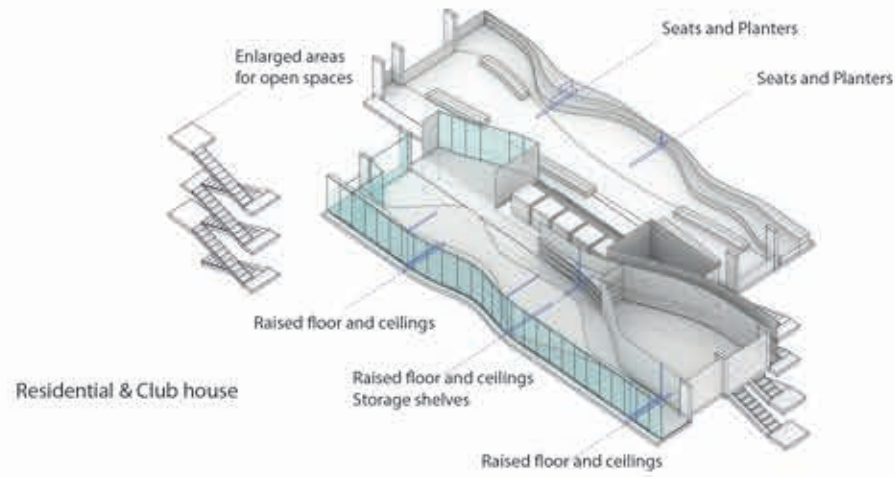 Seats and Planters
Enlarged areas
for open spaces
Seats and Planters
Raised floor and ceilings
Raised floor and ceilings
Storage shelves
Residential & Club house
Raised floor and ceilings